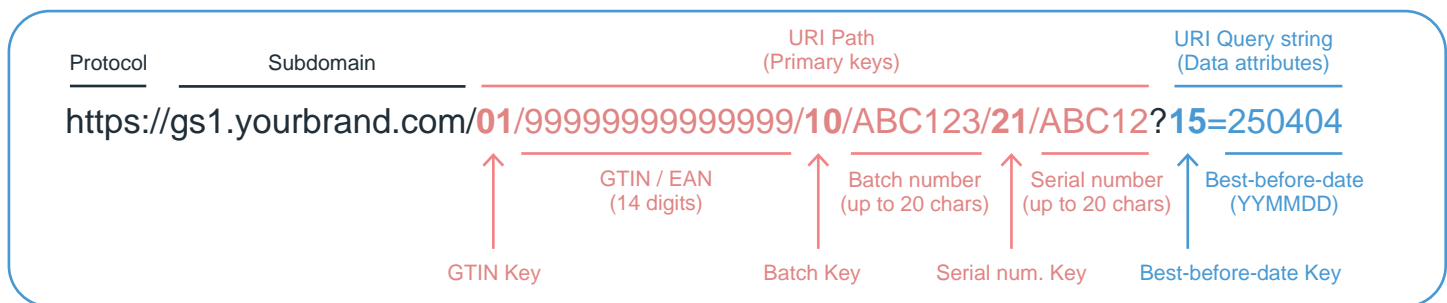 URI Path
(Primary keys)
URI Query string
(Data attributes)
Protocol
Subdomain
https://gs1.yourbrand.com/01/99999999999999/10/ABC123/21/ABC12?15=250404
GTIN / EAN
(14 digits)
Batch number
(up to 20 chars)
Serial number
(up to 20 chars)
Best-before-date
(YYMMDD)
GTIN Key
Batch Key
Serial num. Key
Best-before-date Key